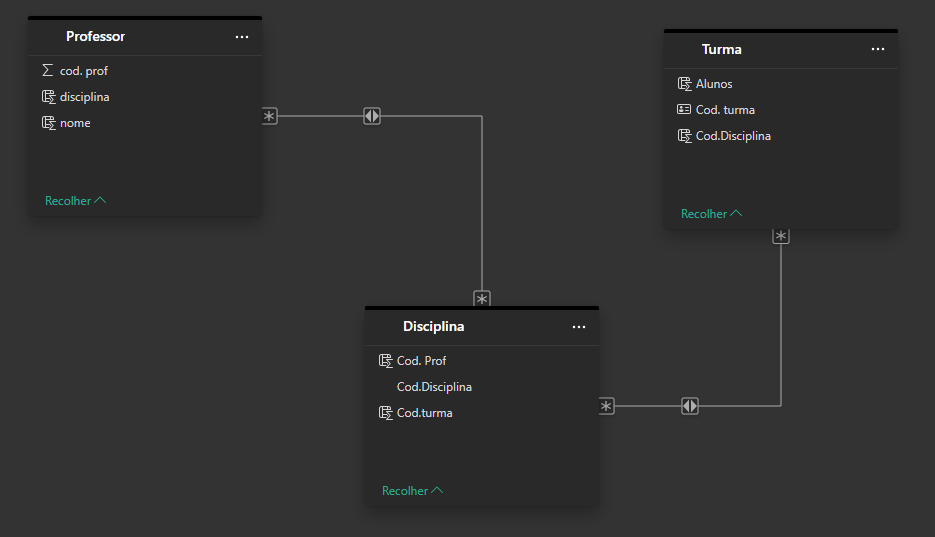 Professor
cod. prof
disciplina
nome
Recolher
Turma
Alunos
Cod. turma
Cod.Disciplina
Recolher
Disciplina
Cod. Prof
Cod.Disciplina
Cod.turma
Recolher